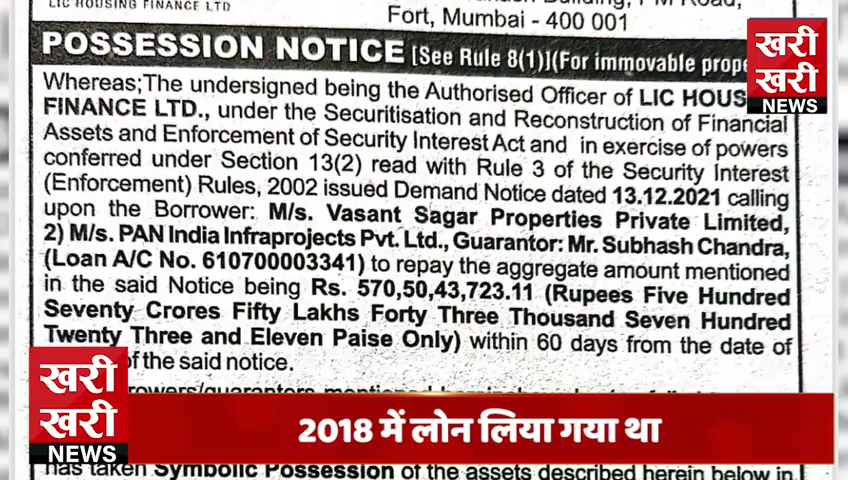 LIC HOUSING FINANCE LTD
Fort, Mumbai - 400 001
POSSESSION NOTICE [See Rule 8(1)](For immovable prope
खरी
खरी
NEWS
Whereas;The undersigned being the Authorised Officer of LIC HOUS
FINANCE LTD., under the Securitisation and Reconstruction of Financial
Assets and Enforcement of Security Interest Act and in exercise of powers
conferred under Section 13(2) read with Rule 3 of the Security Interest
(Enforcement) Rules, 2002 issued Demand Notice dated 13.12.2021 calling
upon the Borrower: M/s. Vasant Sagar Properties Private Limited,
2) M/s. PAN India Infraprojects Pvt. Ltd., Guarantor: Mr. Subhash Chandra,
(Loan A/C No. 610700003341) to repay the aggregate amount mentioned
in the said Notice being Rs. 570,50,43,723.11 (Rupees Five Hundred
Seventy Crores Fifty Lakhs Forty Three Thousand Seven Hundred
Twenty Three and Eleven Paise Only) within 60 days from the date of
of the said notice.
खरी
खरी
NEWS
2018 में लोन लिया गया था
has taken Symbolic Possession of the assets described herein below in